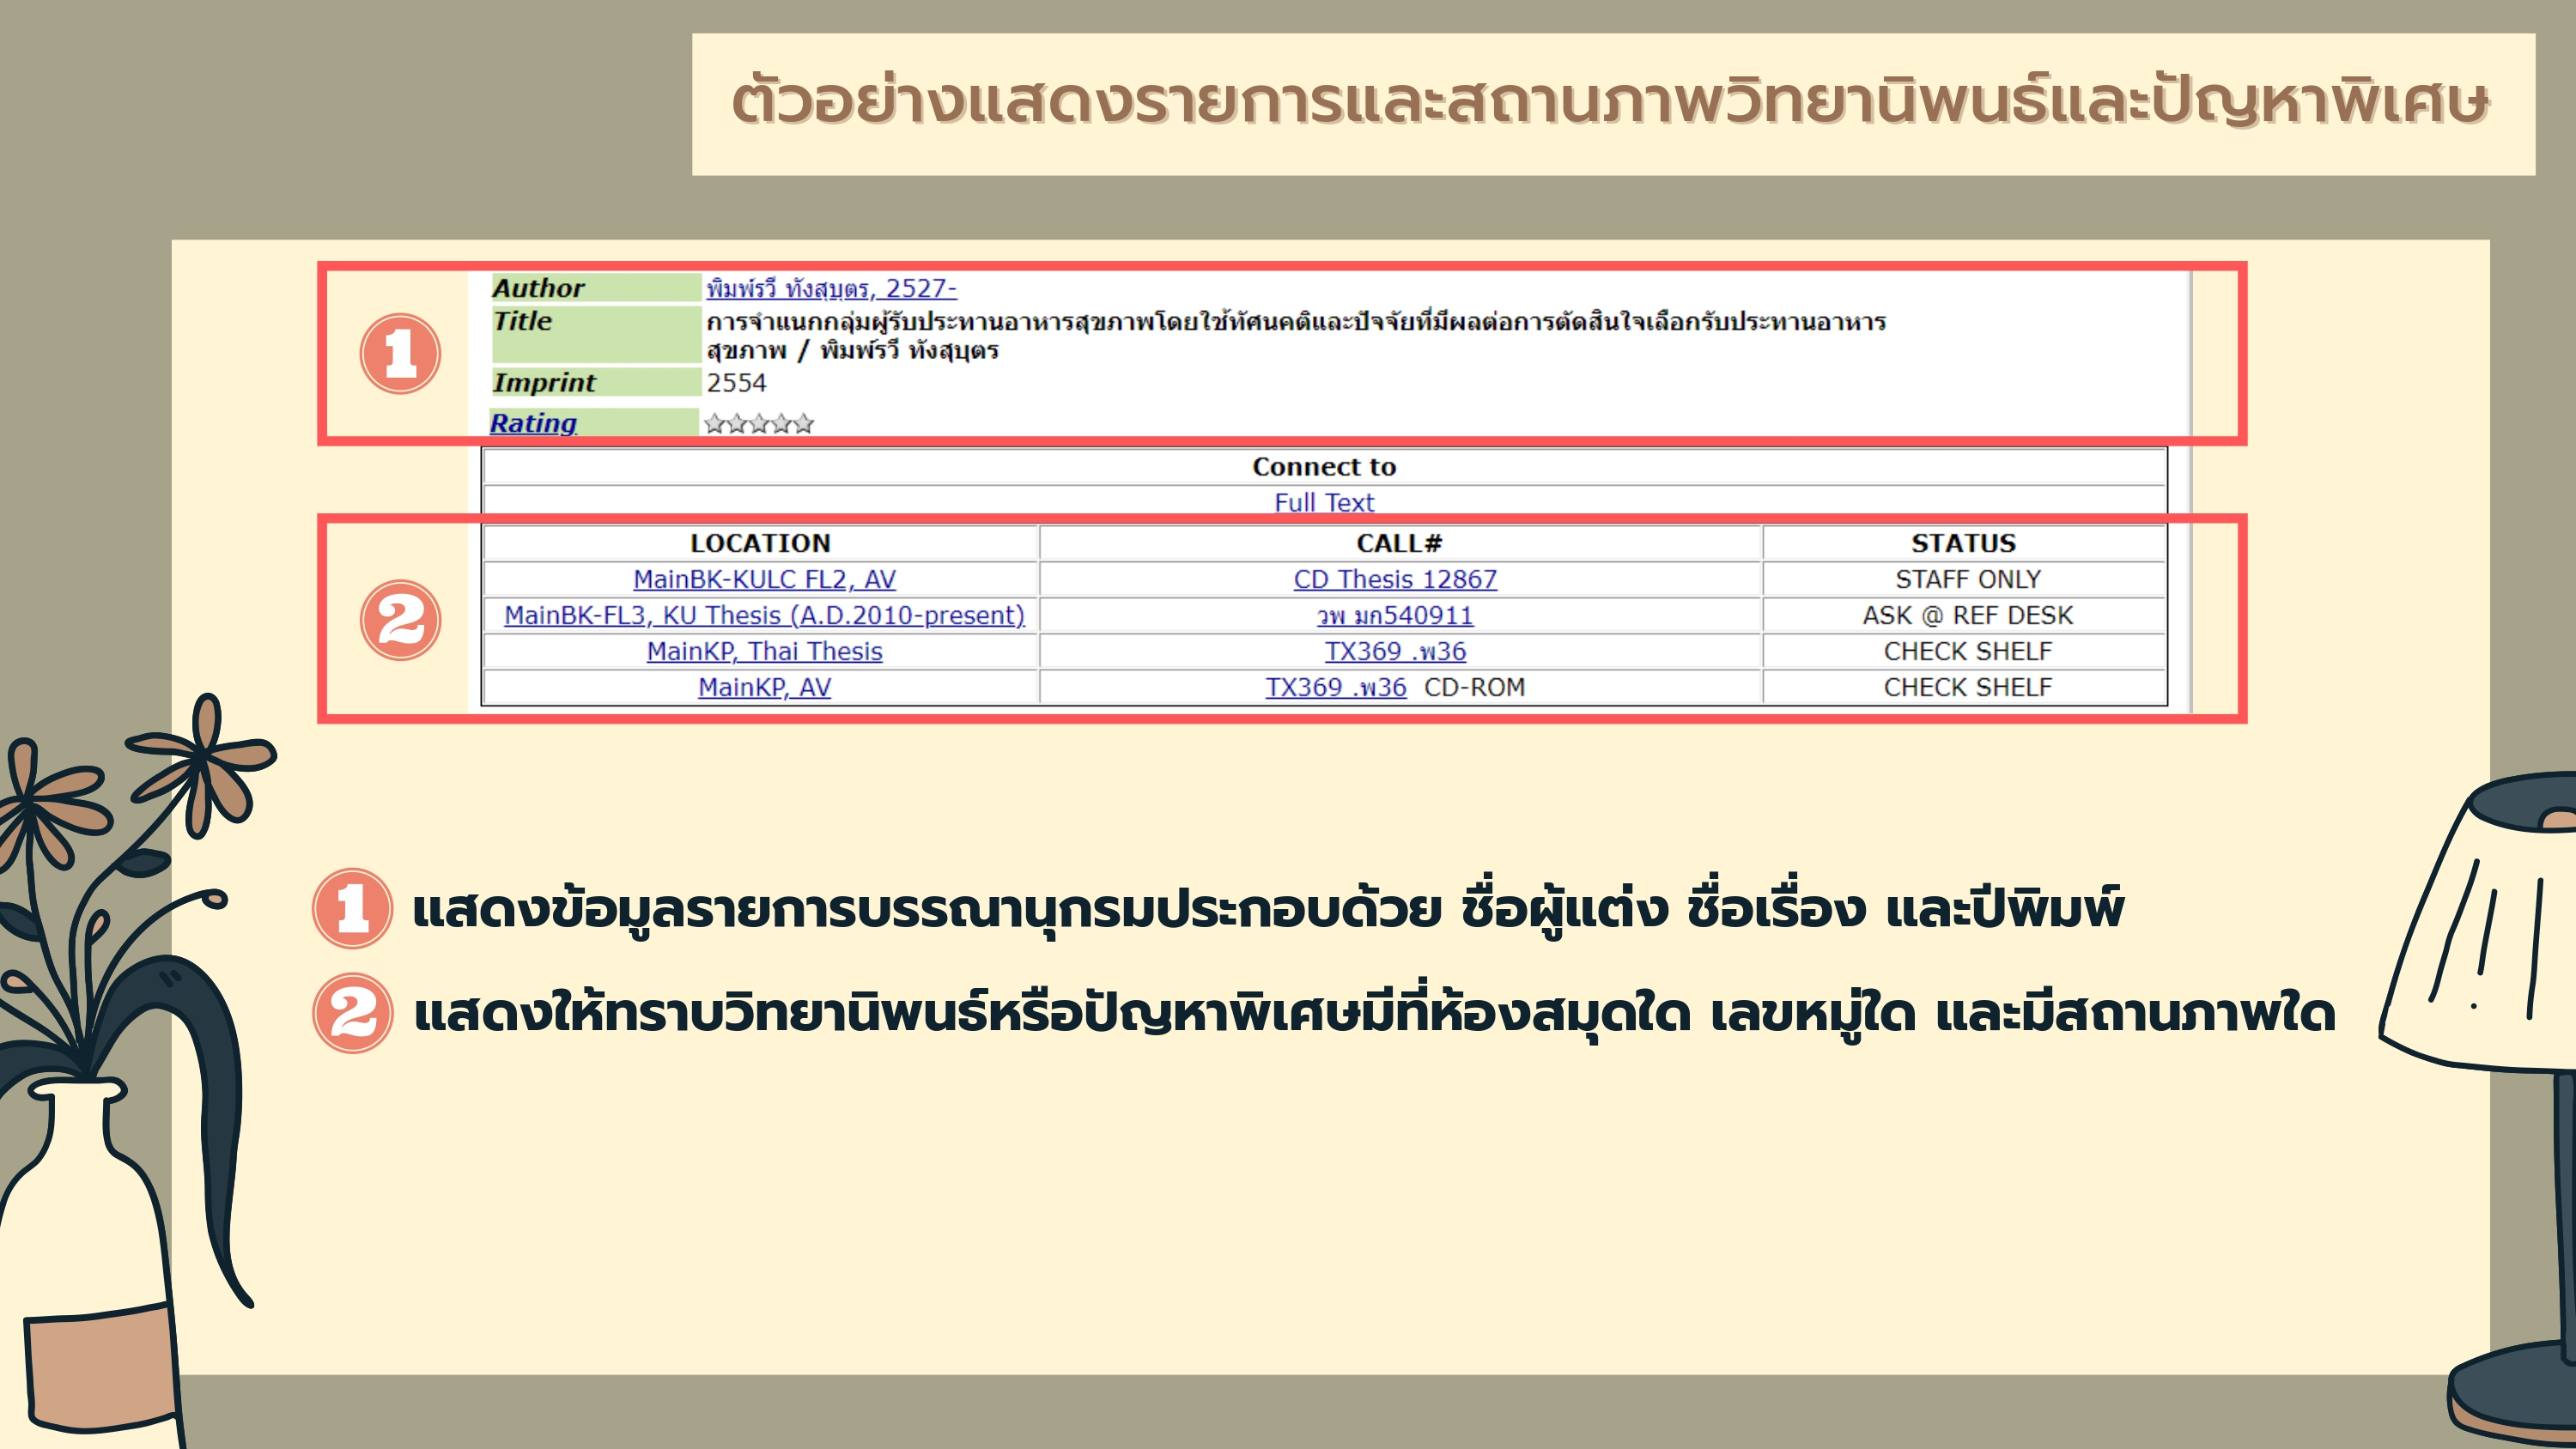 ตัวอย่างแสดงรายการและสถานภาพวิทยานิพนธ์และปัญหาพิเศษ
1
Author พิมพ์รวี ทังสุบุตร, 2527-
Title การจำแนกกลุ่มผู้รับประทานอาหารสุขภาพโดยใช้ทัศนคติและปัจจัยที่มีผลต่อการตัดสินใจเลือกรับประทานอาหาร
สุขภาพ / พิมพ์รวี ทังสุบุตร
Imprint 2554
Rating
Connect to
Full Text
2
LOCATION CALL# STATUS
MainBK-KULC FL2, AV CD Thesis 12867 STAFF ONLY
MainBK-FL3, KU Thesis (A.D.2010-present) วพ มก540911 ASK @ REF DESK
MainKP, Thai Thesis TX369 .พ36 CHECK SHELF
MainKP, AV TX369 .พ36 CD-ROM CHECK SHELF
1 แสดงข้อมูลรายการบรรณานุกรมประกอบด้วย ชื่อผู้แต่ง ชื่อเรื่อง และปีพิมพ์
2 แสดงให้ทราบวิทยานิพนธ์หรือปัญหาพิเศษมีที่ห้องสมุดใด เลขหมู่ใด และมีสถานภาพใด